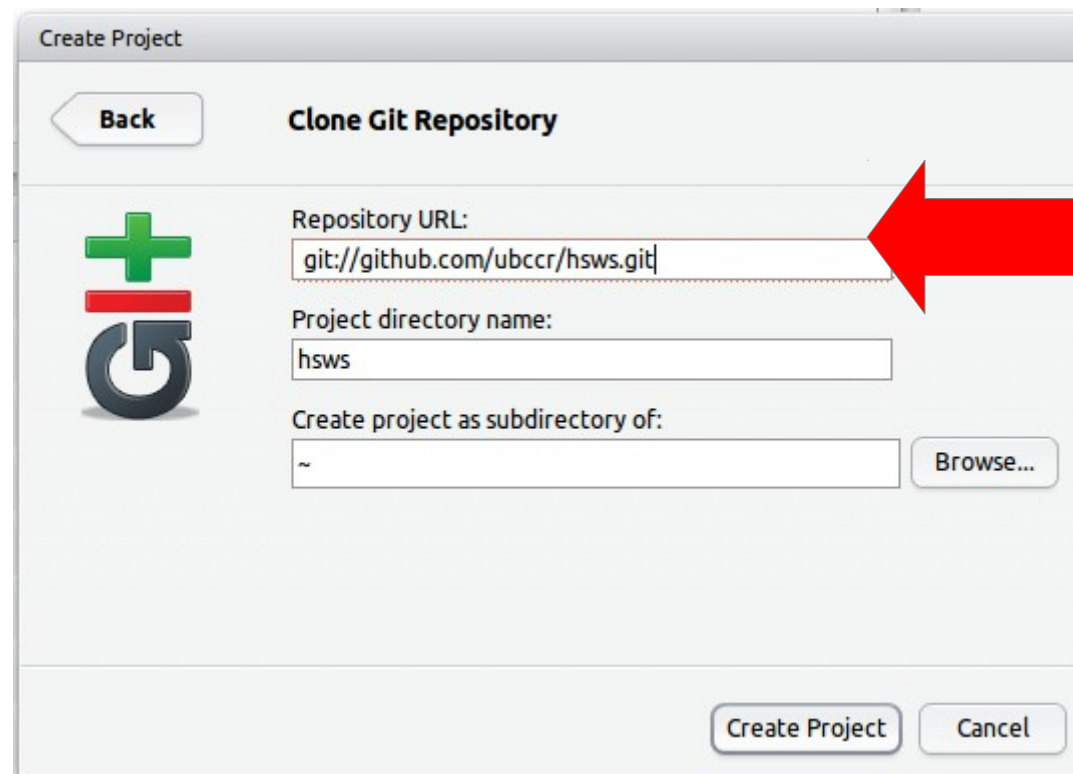 Create Project
Back
Clone Git Repository
Repository URL:
git://github.com/ubccr/hsws.git
Project directory name:
hsws
Create project as subdirectory of:
~
Browse...
git
Create Project
Cancel